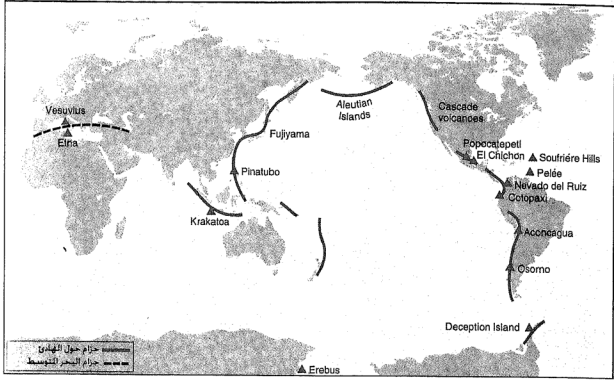 Vesuvius
Etna
Aleutian
Islands
Fujiyama
Pinatubo
Krakatoa
Cascade
volcanoes
Popocatepetl
El Chichon
Soufriére Hills
Pelée
Nevado del Ruiz
Cotopaxi
Aconcagua
Osorno
Deception Island
Erebus
حزام حول الهادئ
حزام البحر المتوسط